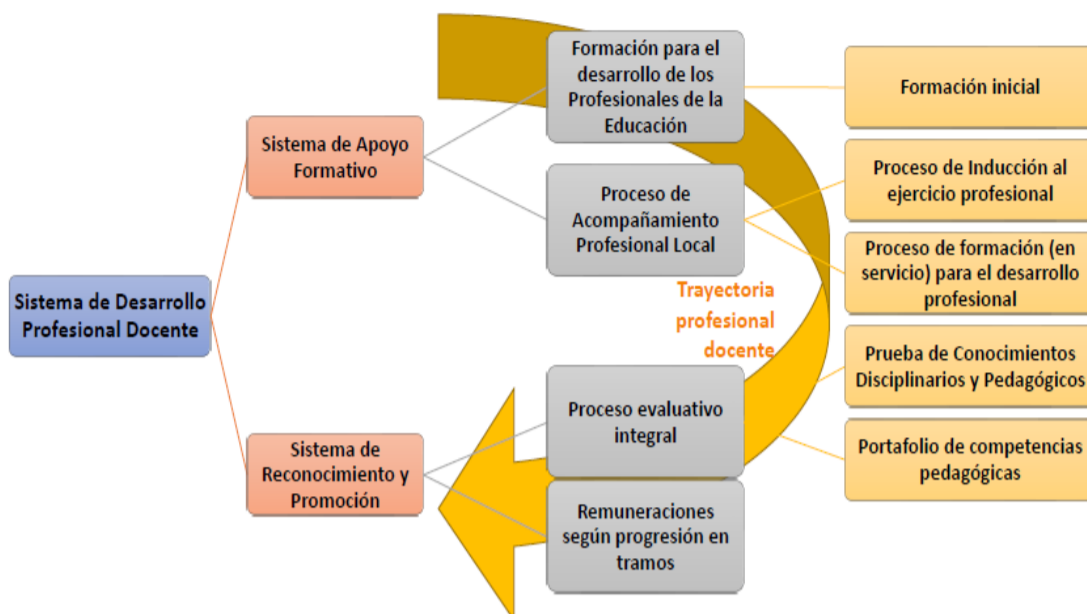 Sistema de Desarrollo
Profesional Docente
Sistema de Apoyo
Formativo
Sistema de
Reconocimiento y
Promoción
Formación para el
desarrollo de los
Profesionales de la
Educación
Proceso de
Acompañamiento
Profesional Local
Trayectoria
profesional
docente
Proceso evaluativo
integral
Remuneraciones
según progresión en
tramos
Formación inicial
Proceso de Inducción al
ejercicio profesional
Proceso de formación (en
servicio) para el desarrollo
profesional
Prueba de Conocimientos
Disciplinarios y Pedagógicos
Portafolio de competencias
pedagógicas